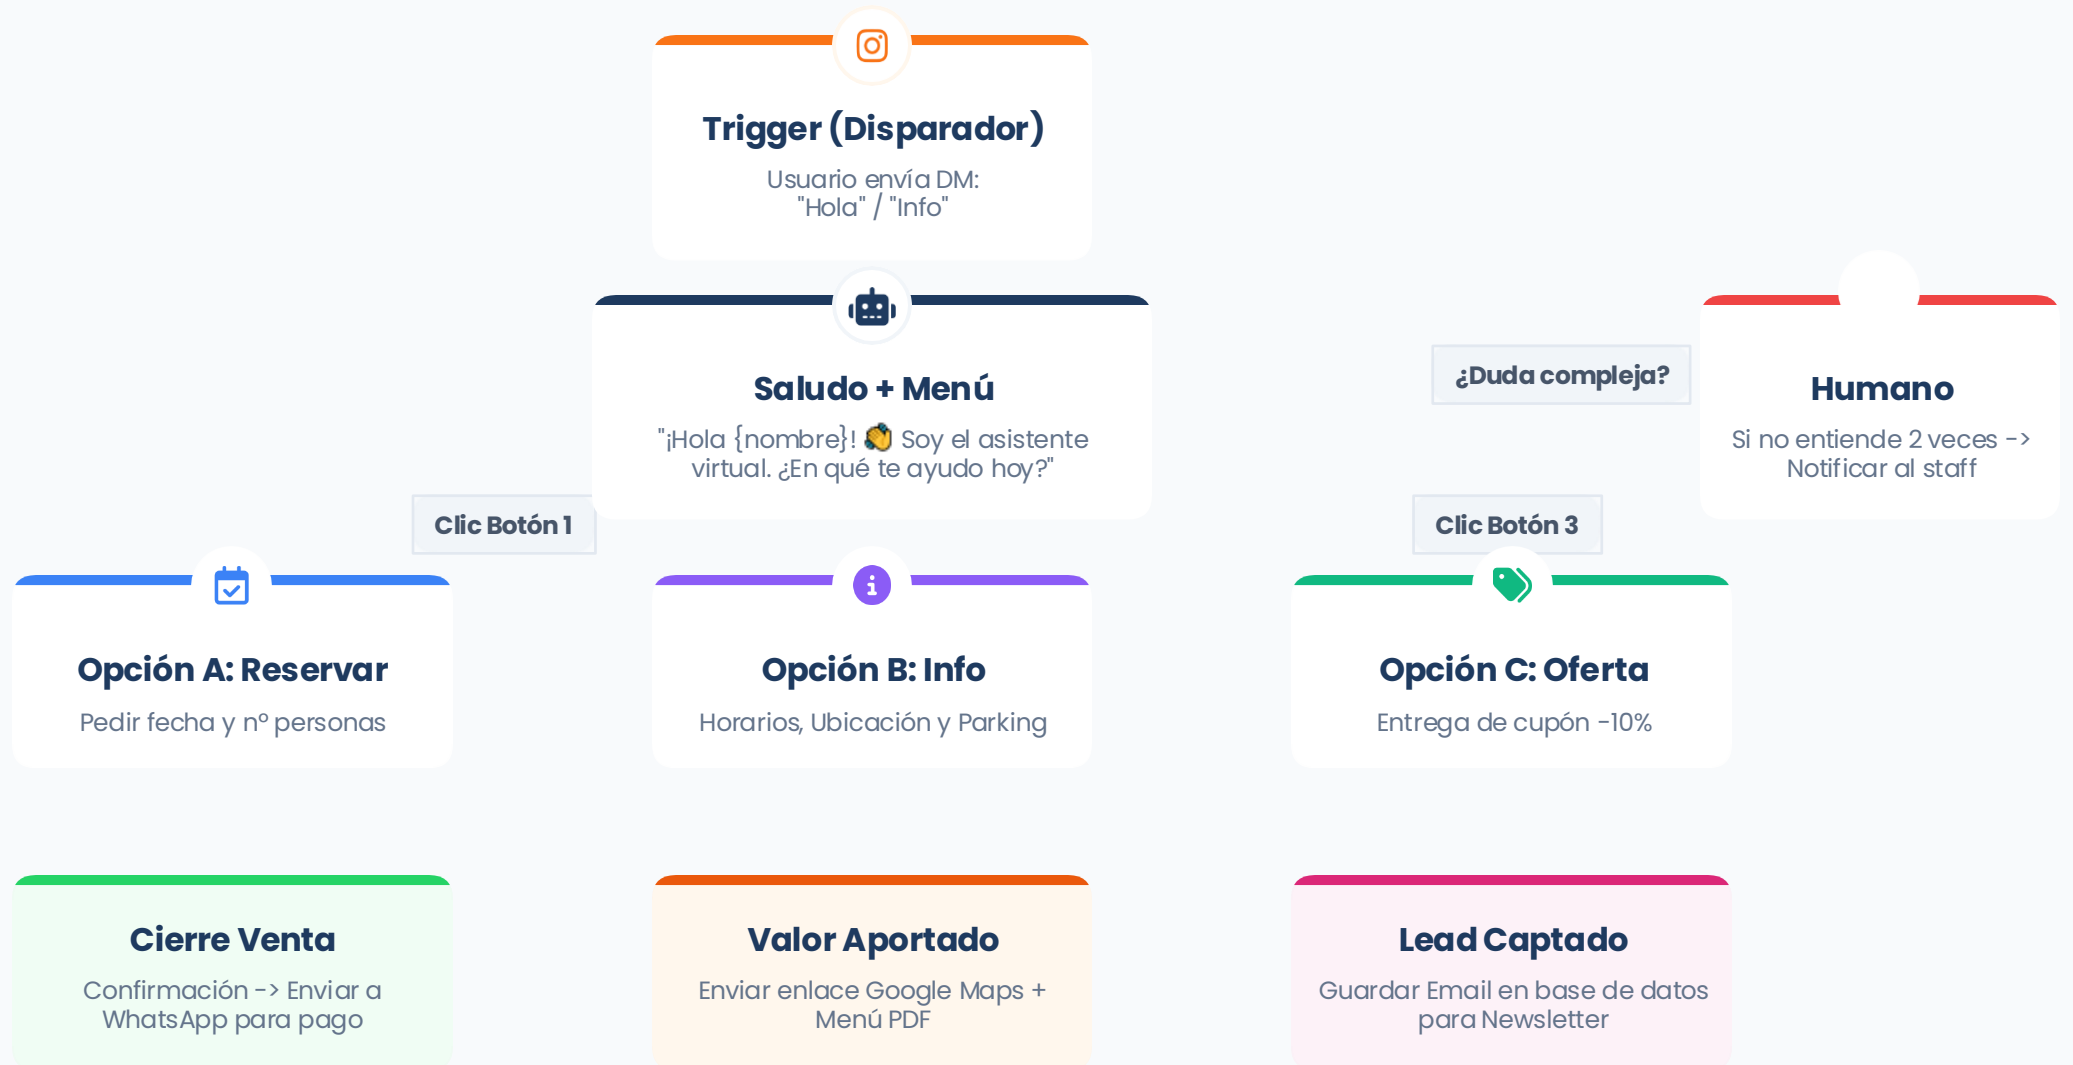 Trigger (Disparador)
Usuario envía DM:
"Hola" / "Info"
Saludo + Menú
"¡Hola {nombre}! 👏 Soy el asistente
virtual. ¿En qué te ayudo hoy?"
¿Duda compleja?
Humano
Si no entiende 2 veces ->
Notificar al staff
Clic Botón 1
Clic Botón 3
Opción A: Reservar
Pedir fecha y nº personas
Opción B: Info
Horarios, Ubicación y Parking
Opción C: Oferta
Entrega de cupón -10%
Cierre Venta
Confirmación -> Enviar a
WhatsApp para pago
Valor Aportado
Enviar enlace Google Maps +
Menú PDF
Lead Captado
Guardar Email en base de datos
para Newsletter